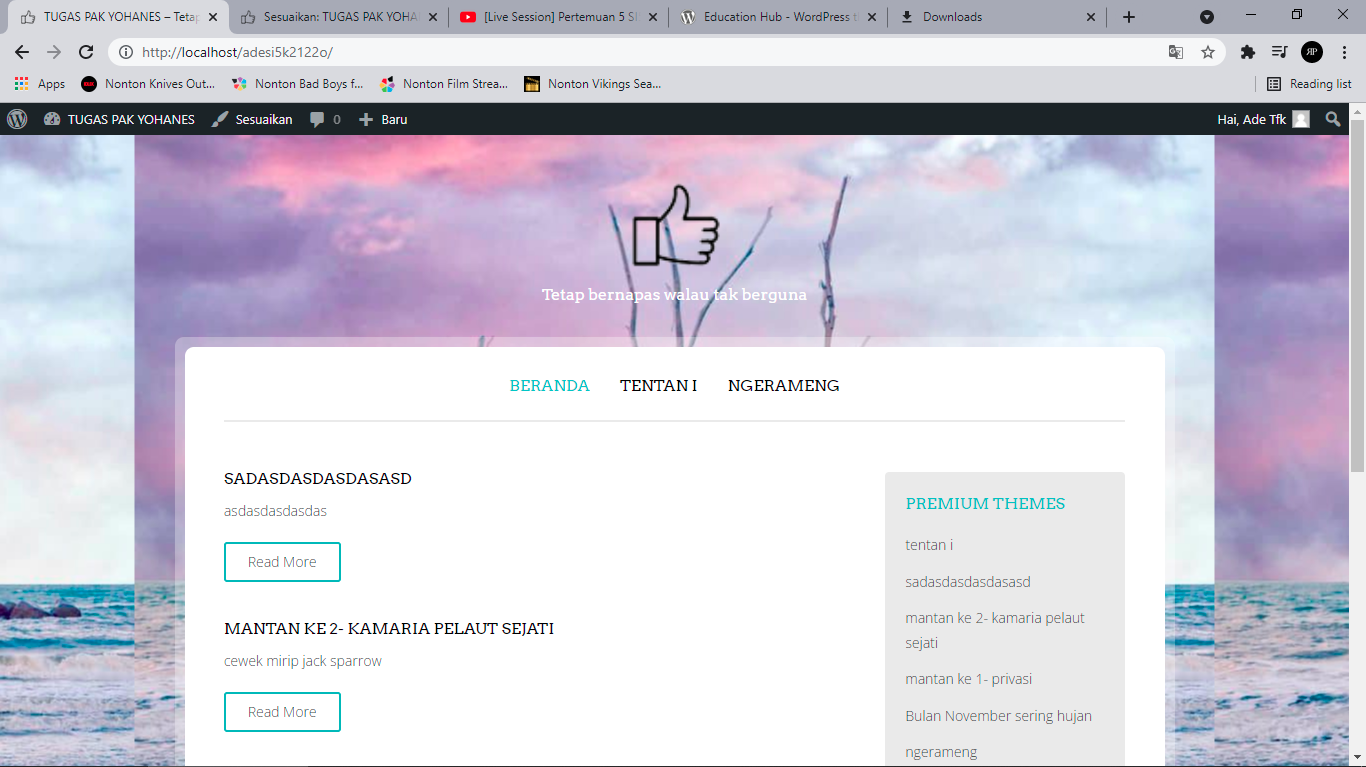 TUGAS PAK YOHANES – Tetap
Sesuaikan: TUGAS PAK YOHA
[Live Session] Pertemuan 5 S
Education Hub - WordPress t
Downloads
http://localhost/adesi5k2122o/
Apps
Nonton Knives Out...
Nonton Bad Boys f...
Nonton Film Strea...
Nonton Vikings Sea...
Reading list
TUGAS PAK YOHANES
Sesuaikan
0
Baru
Hai, Ade Tfk
Tetap bernapas walau tak berguna
BERANDA
TENTAN I
NGERAMENG
SADASDASDASDASASD
asdasdasdasdas
Read More
MANTAN KE 2- KAMARIA PELAUT SEJATI
cewek mirip jack sparrow
Read More
PREMIUM THEMES
tentan i
sadasdasdasdasasd
mantan ke 2- kamaria pelaut
sejati
mantan ke 1- privasi
Bulan November sering hujan
ngerameng